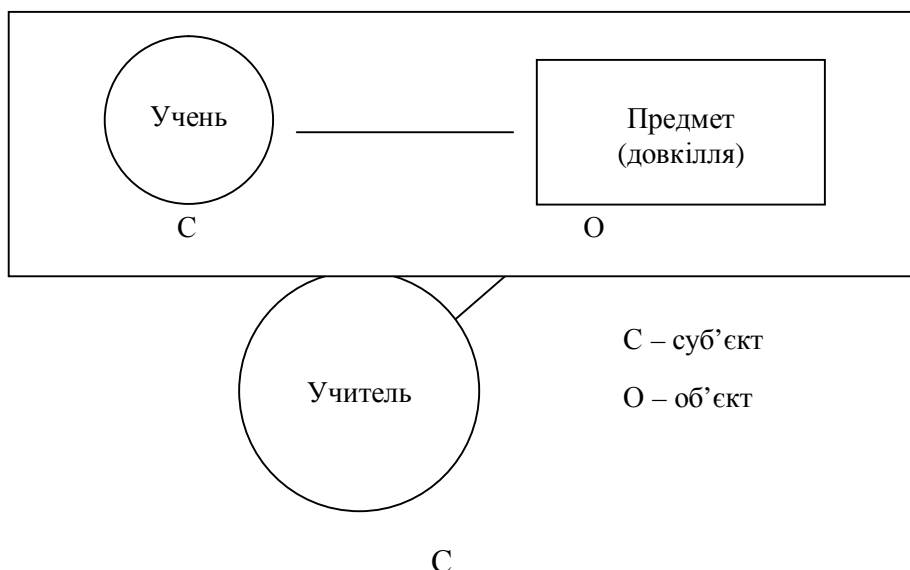 Учень
Предмет
(довкілля)
С
О
С – суб’єкт
Учитель
О – об’єкт
С